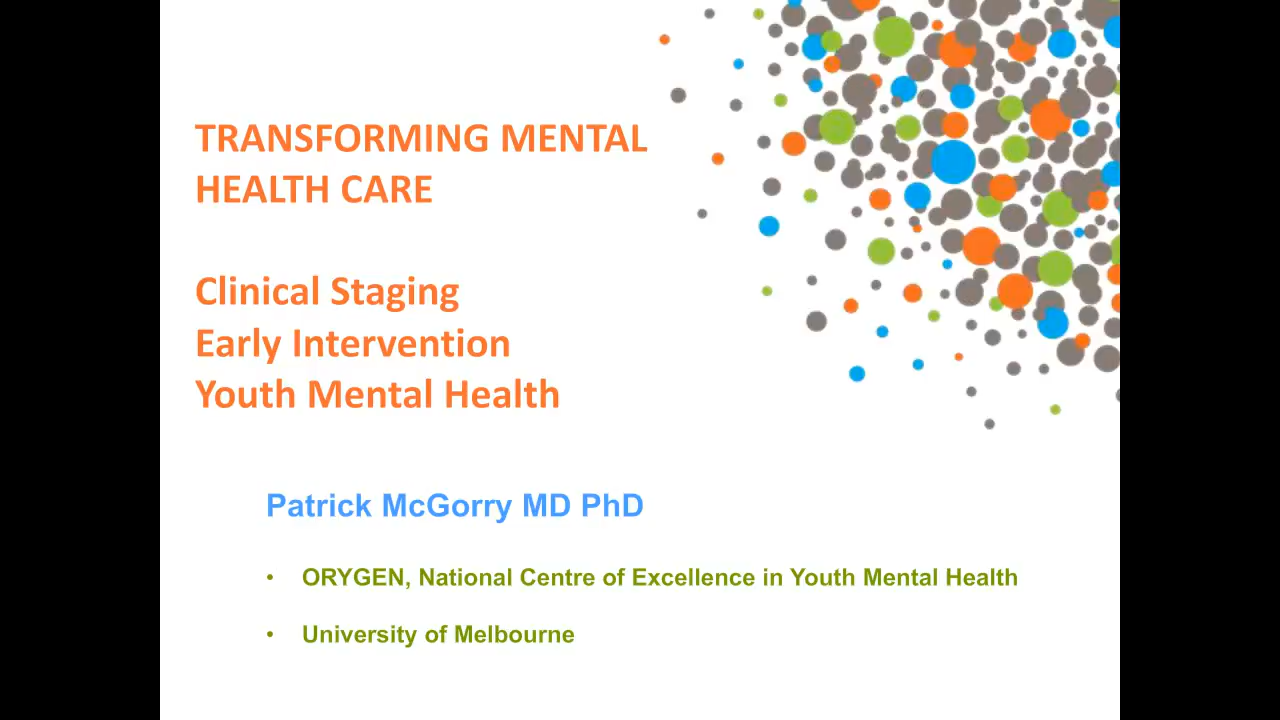 TRANSFORMING MENTAL
HEALTH CARE
Clinical Staging
Early Intervention
Youth Mental Health
Patrick McGorry MD PhD
• ORYGEN, National Centre of Excellence in Youth Mental Health
• University of Melbourne